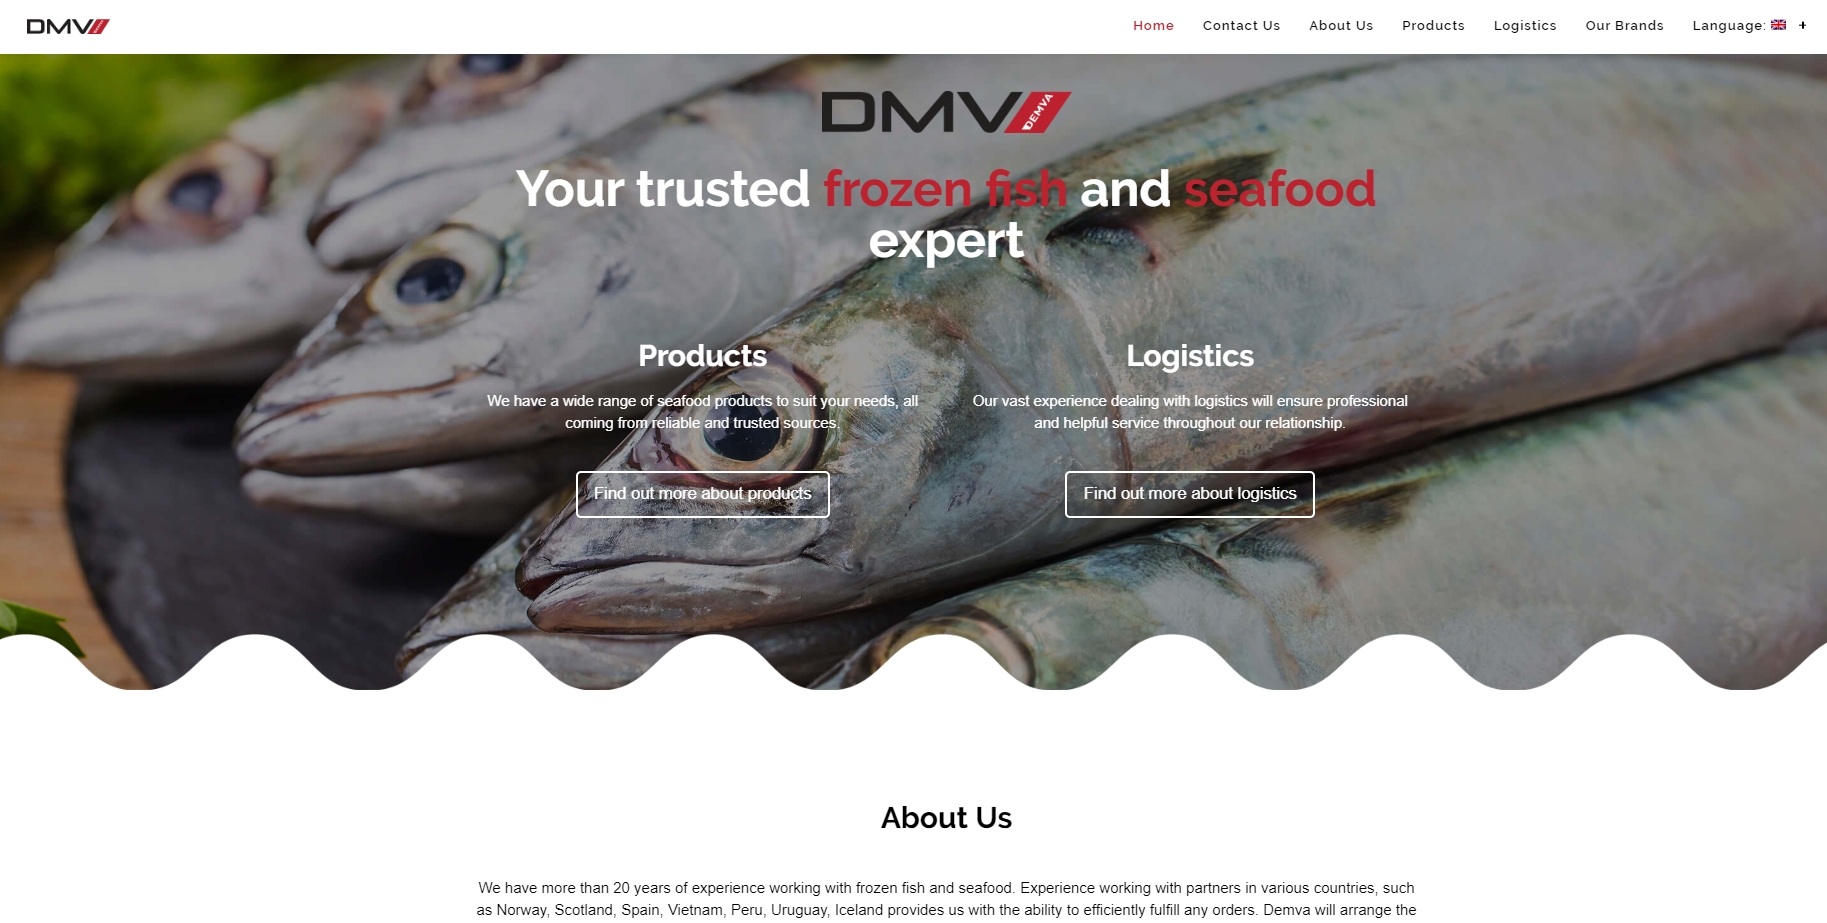 DMV
Home Contact Us About Us Products Logistics Our Brands Language: +
DMV DEMVA
Your trusted frozen fish and seafood
expert
Products
We have a wide range of seafood products to suit your needs, all
coming from reliable and trusted sources.
Find out more about products
Logistics
Our vast experience dealing with logistics will ensure professional
and helpful service throughout our relationship.
Find out more about logistics
About Us
We have more than 20 years of experience working with frozen fish and seafood. Experience working with partners in various countries, such
as Norway, Scotland, Spain, Vietnam, Peru, Uruguay, Iceland provides us with the ability to efficiently fulfill any orders. Demva will arrange the